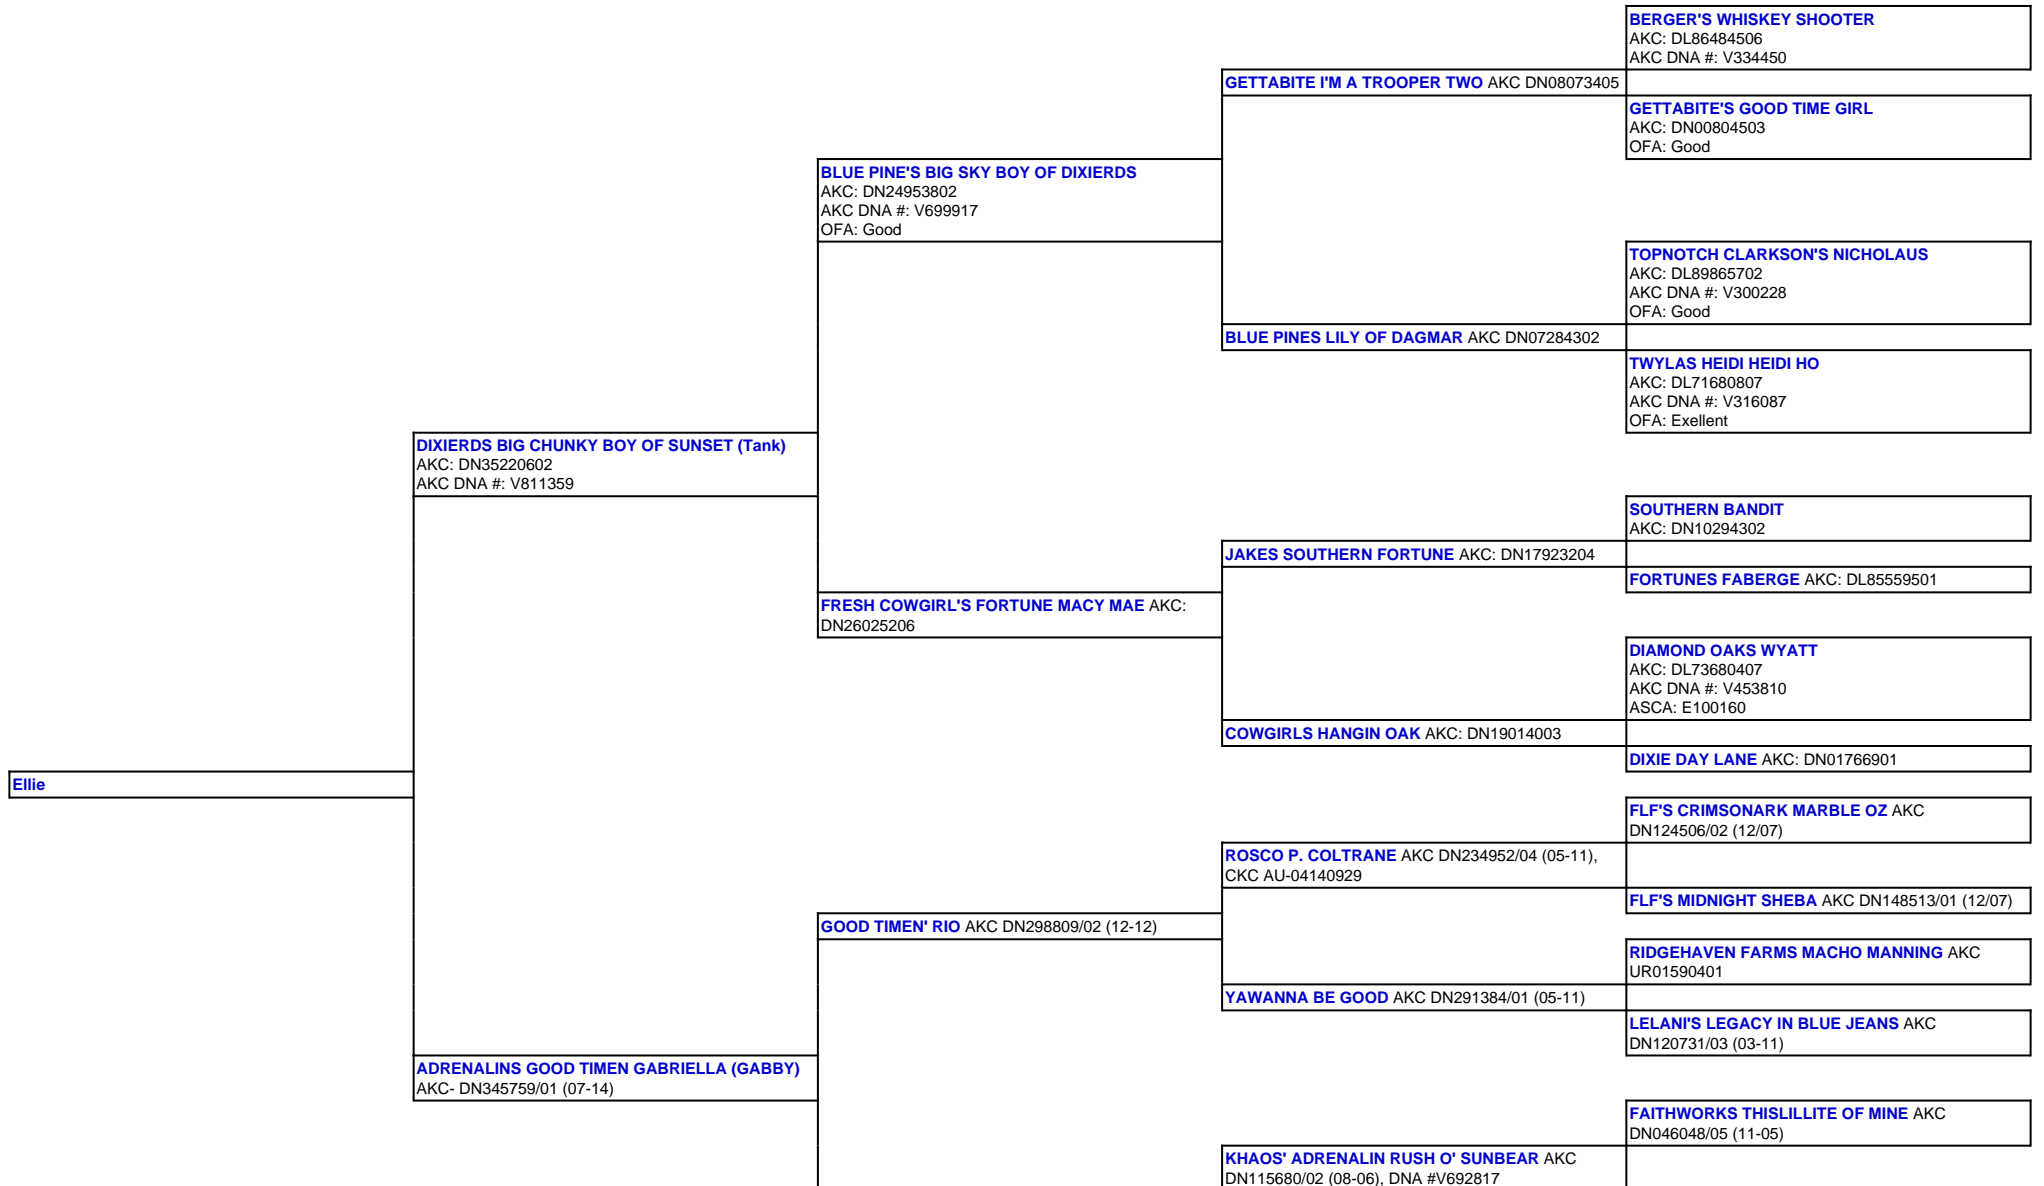 BERGER'S WHISKEY SHOOTER
AKC: DL86484506
AKC DNA #: V334450
GETTABITE I'M A TROOPER TWO AKC DN08073405
GETTABITE'S GOOD TIME GIRL
AKC: DN00804503
OFA: Good
BLUE PINE'S BIG SKY BOY OF DIXIERDS
AKC: DN24953802
AKC DNA #: V699917
OFA: Good
TOPNOTCH CLARKSON'S NICHOLAUS
AKC: DL89865702
AKC DNA #: V300228
OFA: Good
BLUE PINES LILY OF DAGMAR AKC DN07284302
TWYLAS HEIDI HEIDI HO
AKC: DL71680807
AKC DNA #: V316087
OFA: Exellent
DIXIERDS BIG CHUNKY BOY OF SUNSET (Tank)
AKC: DN35220602
AKC DNA #: V811359
SOUTHERN BANDIT
AKC: DN10294302
JAKES SOUTHERN FORTUNE AKC: DN17923204
FORTUNES FABERGE AKC: DL85559501
FRESH COWGIRL'S FORTUNE MACY MAE AKC:
DN26025206
DIAMOND OAKS WYATT
AKC: DL73680407
AKC DNA #: V453810
ASCA: E100160
COWGIRLS HANGIN OAK AKC: DN19014003
DIXIE DAY LANE AKC: DN01766901
Ellie
FLF'S CRIMSONARK MARBLE OZ AKC
DN124506/02 (12/07)
ROSCO P. COLTRANE AKC DN234952/04 (05-11),
CKC AU-04140929
FLF'S MIDNIGHT SHEBA AKC DN148513/01 (12/07)
GOOD TIMEN' RIO AKC DN298809/02 (12-12)
RIDGEHAVEN FARMS MACHO MANNING AKC
UR01590401
YAWANNA BE GOOD AKC DN291384/01 (05-11)
LELANI'S LEGACY IN BLUE JEANS AKC
DN120731/03 (03-11)
ADRENALINS GOOD TIMEN GABRIELLA (GABBY)
AKC- DN345759/01 (07-14)
FAITHWORKS THISLILLITE OF MINE AKC
DN046048/05 (11-05)
KHAOS' ADRENALIN RUSH O' SUNBEAR AKC
DN115680/02 (08-06), DNA #V692817